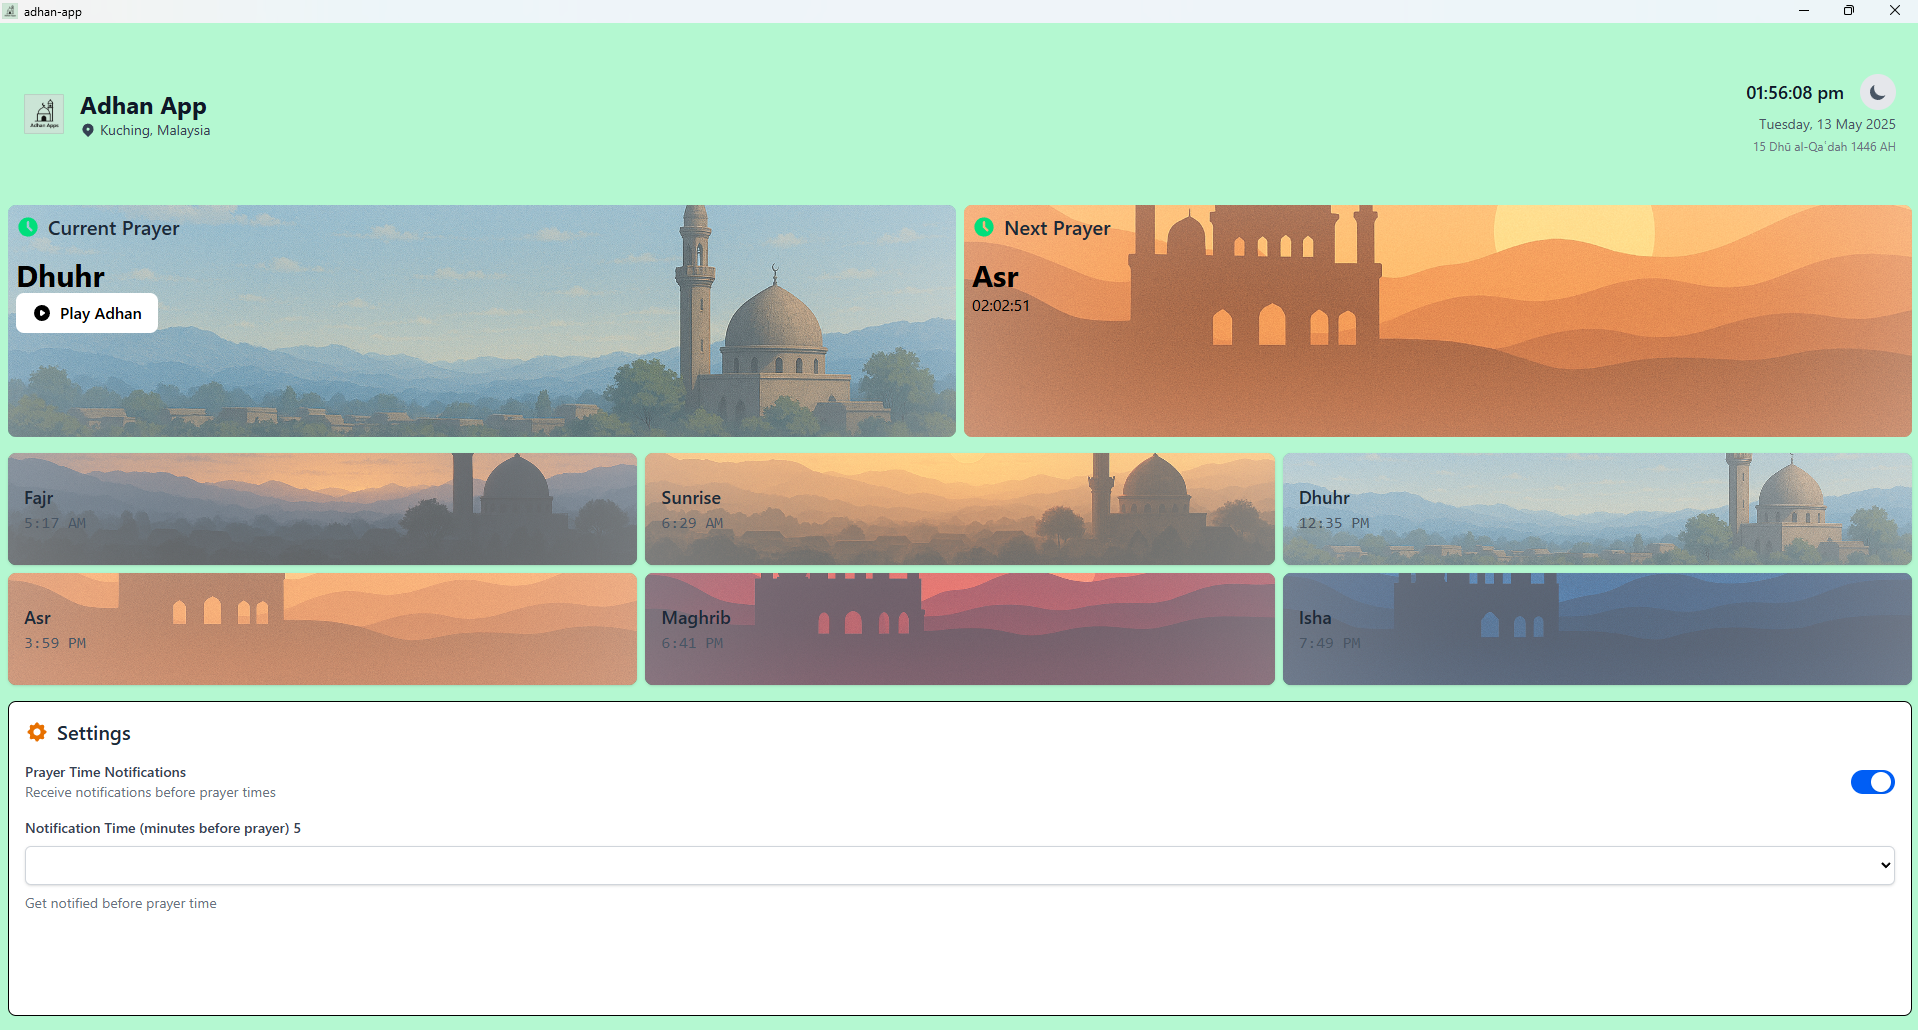 adhan-app
Adhan App
Kuching, Malaysia
Adhan Apps
01:56:08 pm
Tuesday, 13 May 2025
15 Dhū al-Qaʿdah 1446 AH
Current Prayer
Dhuhr
Play Adhan
Next Prayer
Asr
02:02:51
Fajr
5:17 AM
Sunrise
6:29 AM
Dhuhr
12:35 PM
Asr
3:59 PM
Maghrib
6:41 PM
Isha
7:49 PM
Settings
Prayer Time Notifications
Receive notifications before prayer times
Notification Time (minutes before prayer) 5
Get notified before prayer time